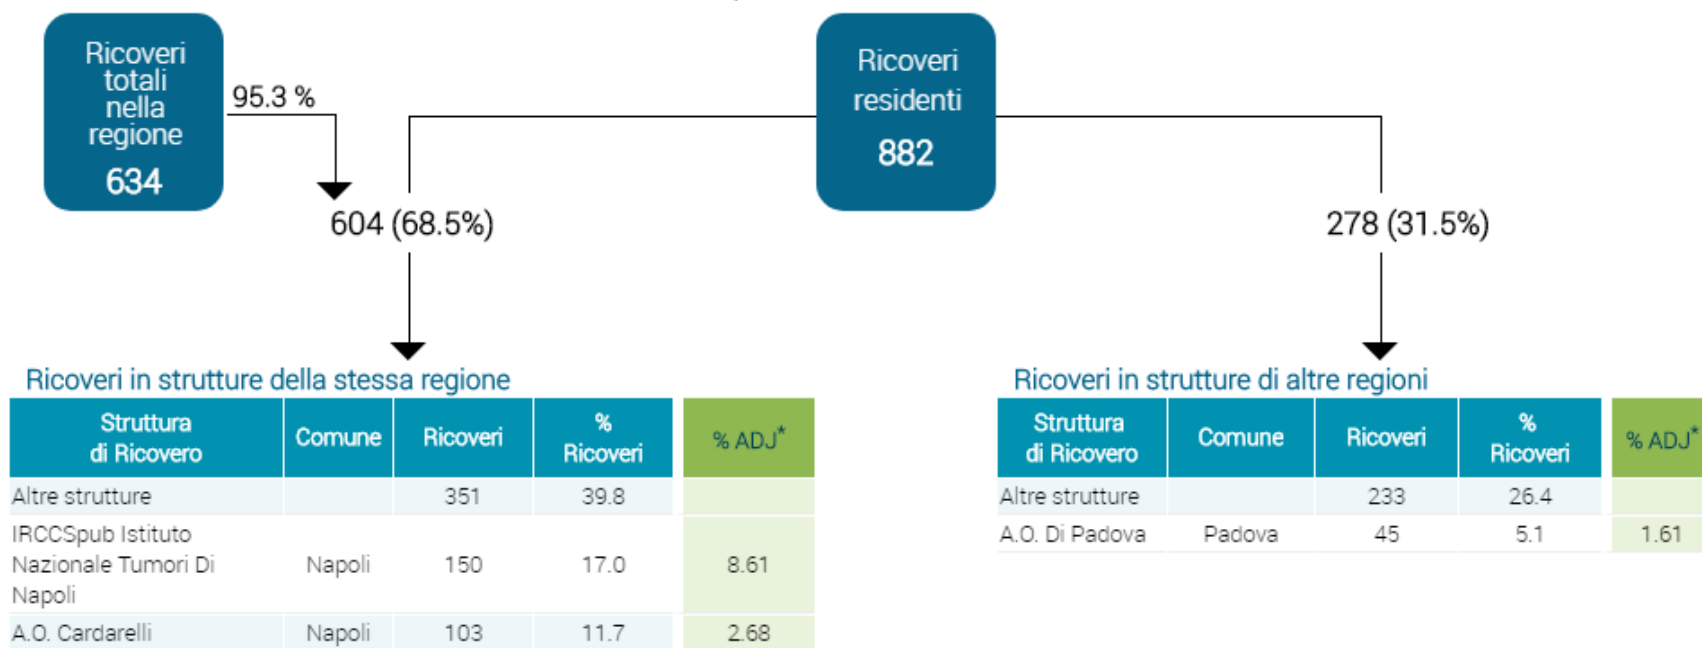 Ricoveri
totali
nella
regione
634
95.3 %
Ricoveri
residenti
882
604 (68.5%)
278 (31.5%)
Ricoveri in strutture della stessa regione
Struttura
di Ricovero
Comune
Ricoveri
%
Ricoveri
% ADJ*
Altre strutture 351 39.8
IRCCSpub Istituto
Nazionale Tumori Di
Napoli
Napoli 150 17.0 8.61
A.O. Cardarelli Napoli 103 11.7 2.68
Ricoveri in strutture di altre regioni
Struttura
di Ricovero
Comune
Ricoveri
%
Ricoveri
% ADJ*
Altre strutture 233 26.4
A.O. Di Padova Padova 45 5.1 1.61